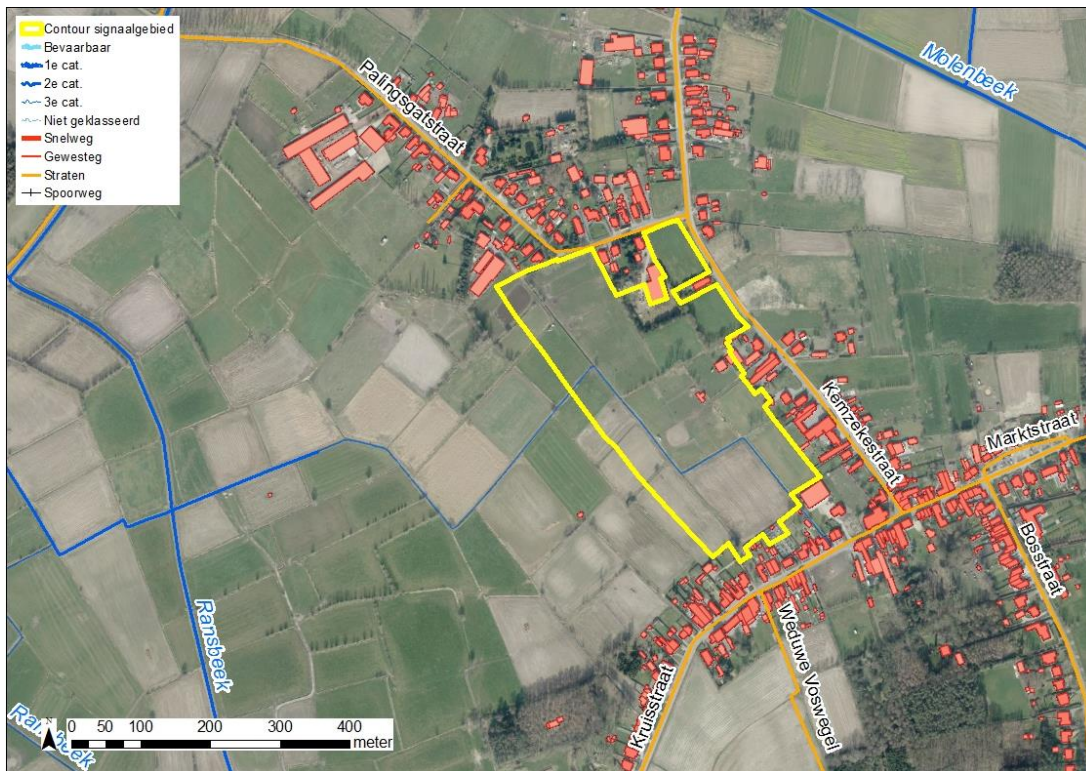 Contour signaalgebied
Bevaarbaar
1e cat.
2e cat.
3e cat.
Niet geklasseerd
Snelweg
Gewesteg
Straten
Spoorweg
Palingsgatstraat
Molenbeek
Kemzekestraat
Marktstraat
Bosstraat
Weduwe Voswegel
Kruisstraat
Ransbeek
Ransbeek
N
0 50 100 200 300 400
meter